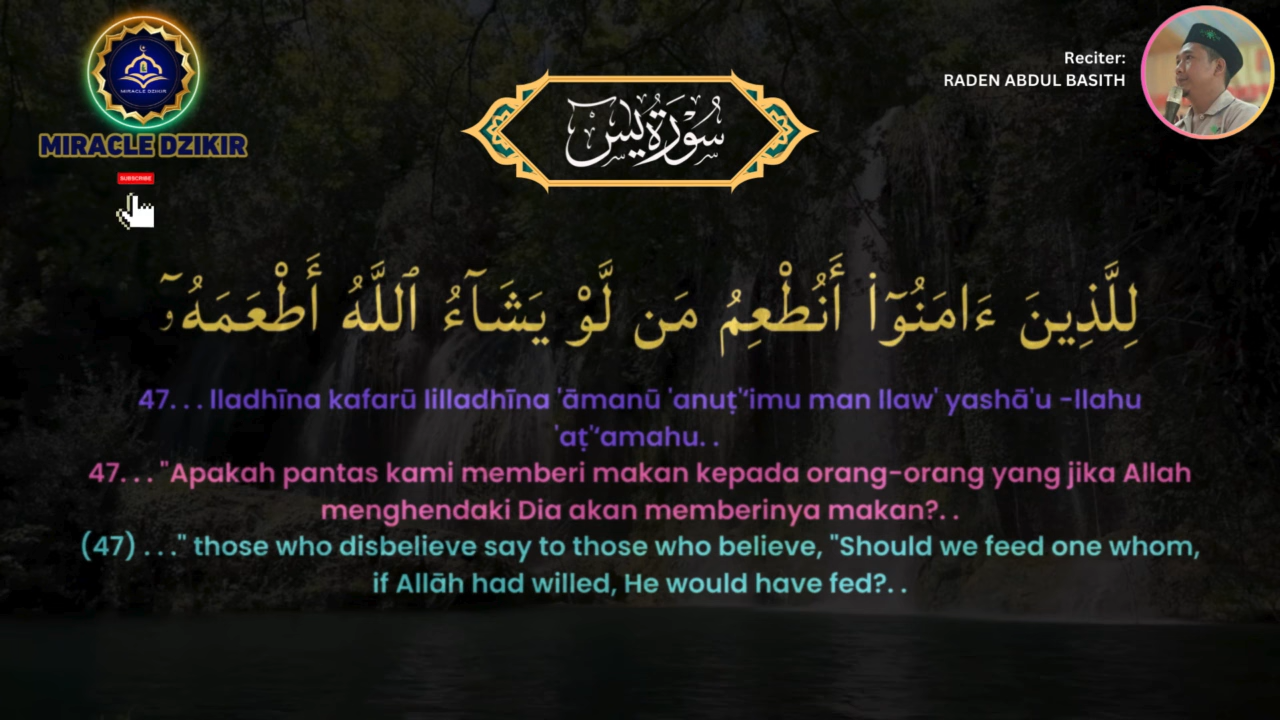 MIRACLE DZIKIR
MIRACLE DZIKIR
SUBSCRIBE
سُوْرَةُ يٰسٓ
Reciter:
RADEN ABDUL BASITH
لِلَّذِينَ ءَامَنُوٓا۟ أَنُطْعِمُ مَن لَّوْ يَشَآءُ ٱللَّهُ أَطْعَمَهُۥٓ
47. . . lladhīna kafarū lilladhīna 'āmanū 'anuṭ'‘imu man llaw' yashā'u -llahu
'aṭ'‘amahu. .
47. . . "Apakah pantas kami memberi makan kepada orang-orang yang jika Allah
menghendaki Dia akan memberinya makan?. .
(47) . . ." those who disbelieve say to those who believe, "Should we feed one whom,
if Allāh had willed, He would have fed?. .